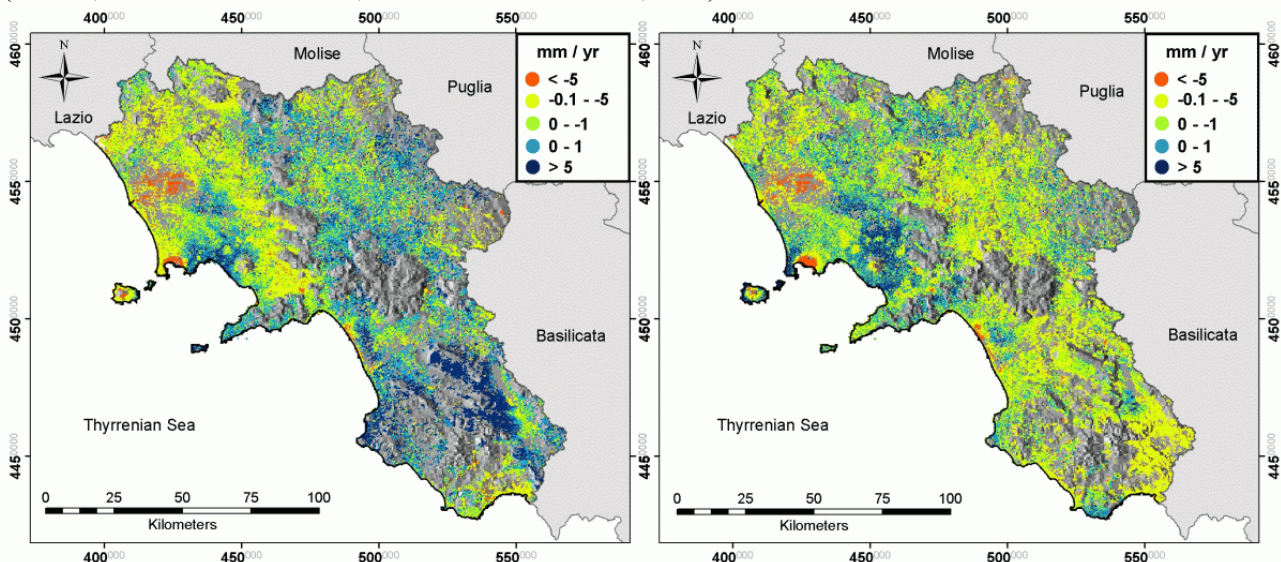 400000 450000 500000 550000
4600000
4550000
4500000
4450000
N
Molise
Puglia
Lazio
Basilicata
Thyrrenian Sea
mm / yr
< -5
-0.1 - -5
0 - -1
0 - 1
> 5
0 25 50 75 100
Kilometers
400000 450000 500000 550000
400000 450000 500000 550000
4600000
4550000
4500000
4450000
N
Molise
Puglia
Lazio
Basilicata
Thyrrenian Sea
mm / yr
< -5
-0.1 - -5
0 - -1
0 - 1
> 5
0 25 50 75 100
Kilometers
400000 450000 500000 550000